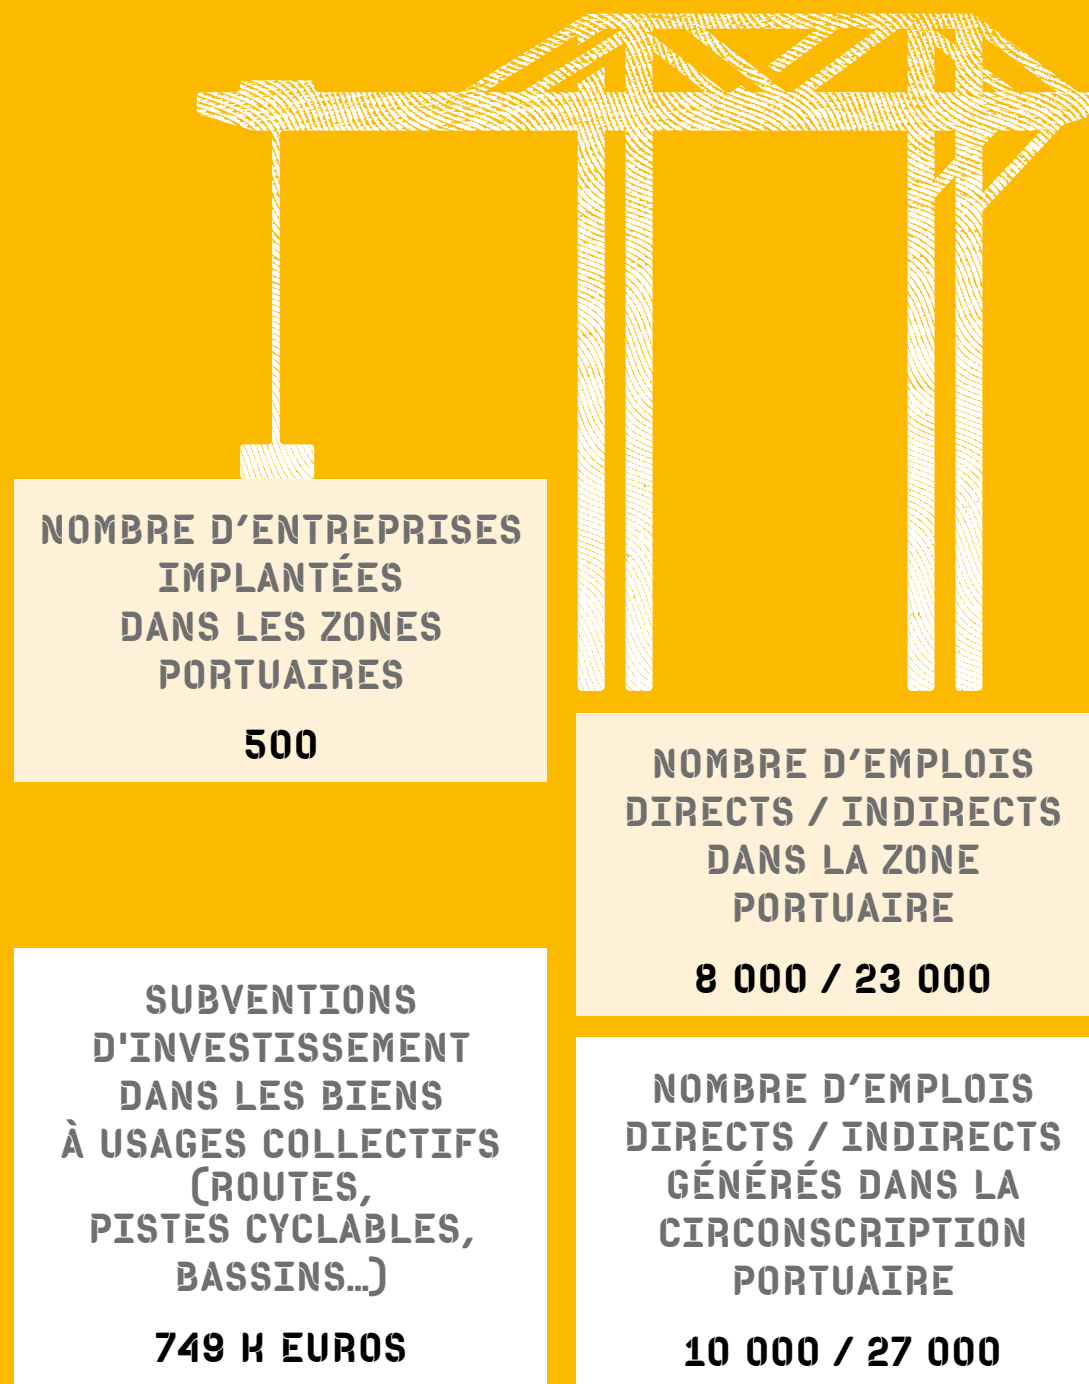 NOMBRE D’ENTREPRISES
IMPLANTÉES
DANS LES ZONES
PORTUAIRES
500
NOMBRE D’EMPLOIS
DIRECTS / INDIRECTS
DANS LA ZONE
PORTUAIRE
8 000 / 23 000
SUBVENTIONS
D'INVESTISSEMENT
DANS LES BIENS
À USAGES COLLECTIFS
(ROUTES,
PISTES CYCLABLES,
BASSINS…)
749 K EUROS
NOMBRE D’EMPLOIS
DIRECTS / INDIRECTS
GÉNÉRÉS DANS LA
CIRCONSCRIPTION
PORTUAIRE
10 000 / 27 000